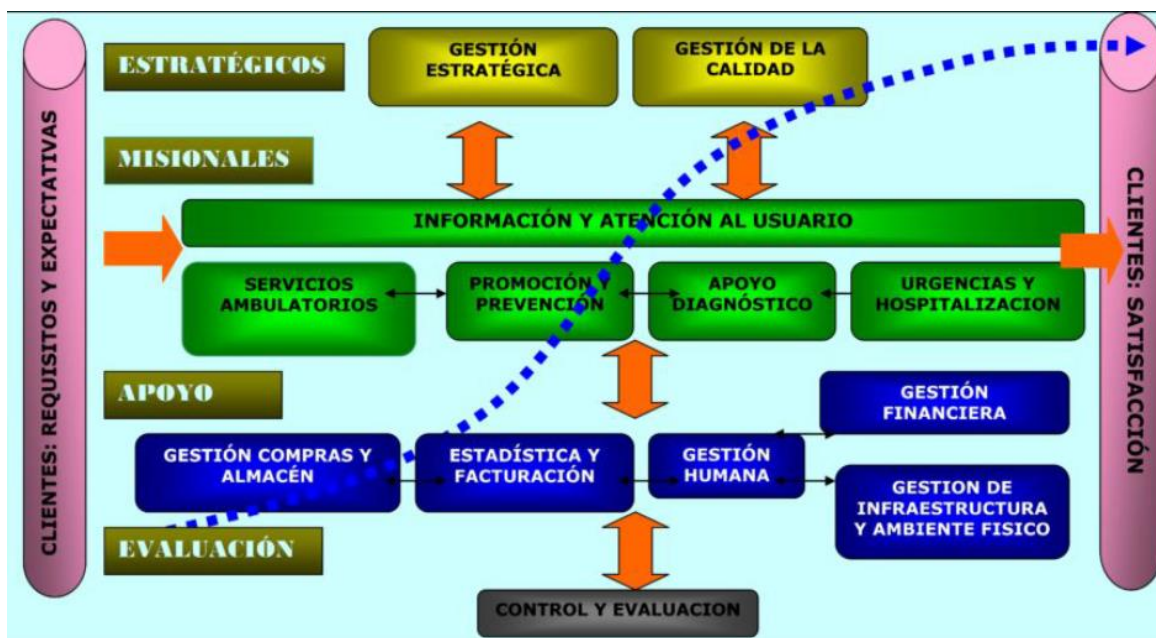 CLIENTES: REQUISITOS Y EXPECTATIVAS
ESTRATÉGICOS
GESTIÓN
ESTRATÉGICA
GESTIÓN DE LA
CALIDAD
MISIONALES
INFORMACIÓN Y ATENCIÓN AL USUARIO
SERVICIOS
AMBULATORIOS
PROMOCIÓN Y
PREVENCIÓN
APOYO
DIAGNÓSTICO
URGENCIAS Y
HOSPITALIZACION
APOYO
GESTIÓN
FINANCIERA
GESTIÓN COMPRAS Y
ALMACÉN
ESTADÍSTICA Y
FACTURACIÓN
GESTIÓN
HUMANA
GESTION DE
INFRAESTRUCTURA
Y AMBIENTE FISICO
EVALUACIÓN
CONTROL Y EVALUACION
CLIENTES: SATISFACCIÓN